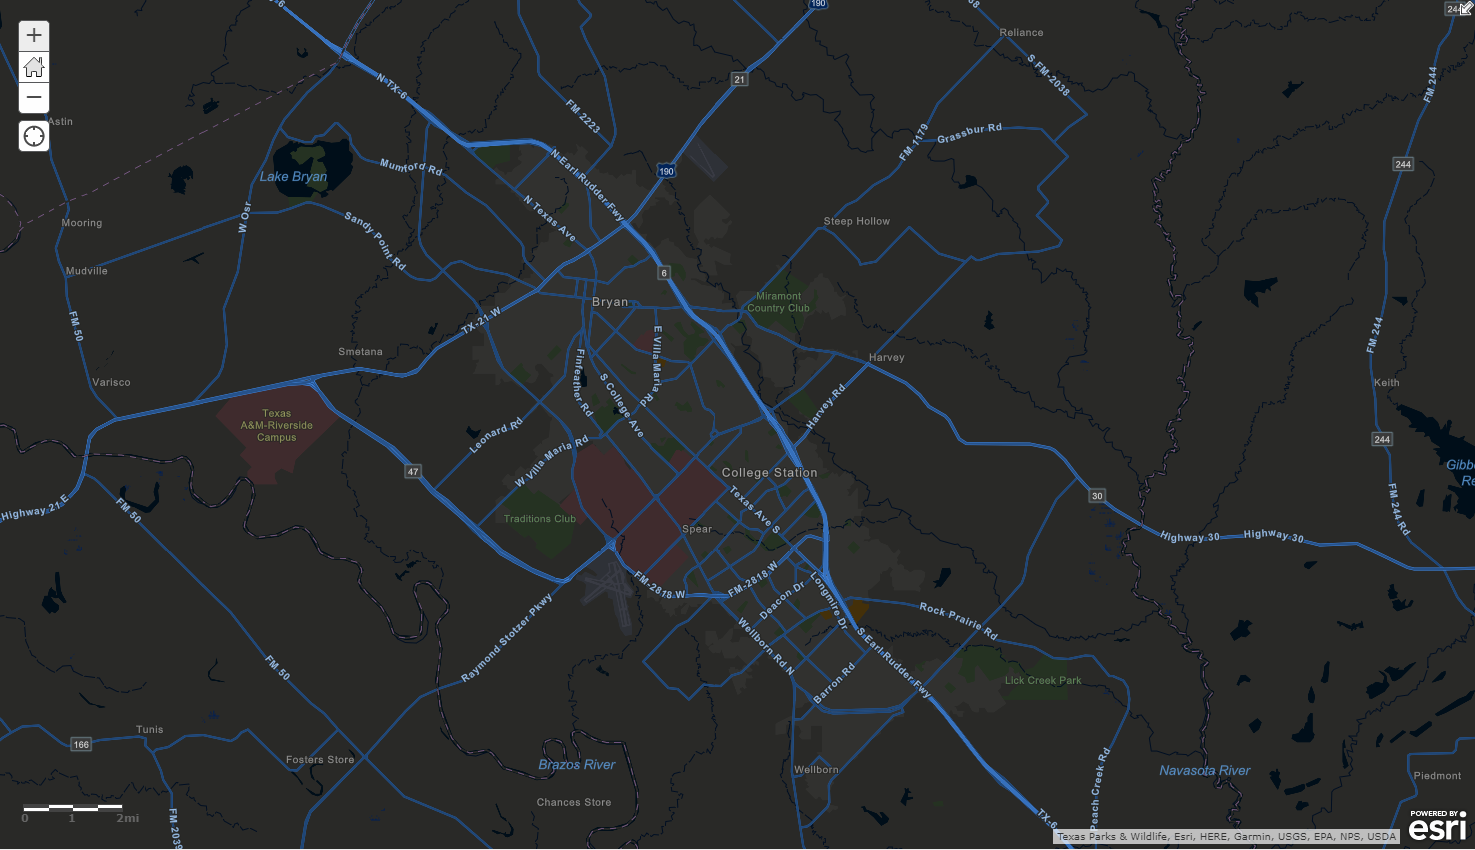 190
244
Reliance
S FM-2038
N TX-6
21
FM 244
FM 2223
Astin
Grassbur Rd
FM 1179
N Earl Rudder Fwy
244
Mumford Rd
190
Lake Bryan
W Osr
N Texas Ave
Mooring
Sandy Point Rd
Steep Hollow
Mudville
6
Bryan
Miramont
Country Club
TX-21 W
FM 50
FM 244
E Villa Maria Rd
Smetana
Harvey
Varisco
Finfeather Rd
S College Ave
Keith
Harvey Rd
Texas
A&M-Riverside
Campus
Leonard Rd
W Villa Maria Rd
244
47
College Station
30
Highway 21 E
FM 50
Traditions Club
Texas Ave S
Spear
FM 244 Rd
Highway 30
Highway 30
FM-2818 W
FM-2818 W
Deacon Dr
Longmire Dr
Rock Prairie Rd
Raymond Stotzer Pkwy
Wellborn Rd N
S Earl Rudder Fwy
FM 50
Barron Rd
Lick Creek Park
166
Tunis
Fosters Store
Brazos River
Wellborn
Navasota River
Piedmont
Peach Creek Rd
Chances Store
0 1 2mi
FM 2039
TX-6
POWERED BY
esri
Texas Parks & Wildlife, Esri, HERE, Garmin, USGS, EPA, NPS, USDA